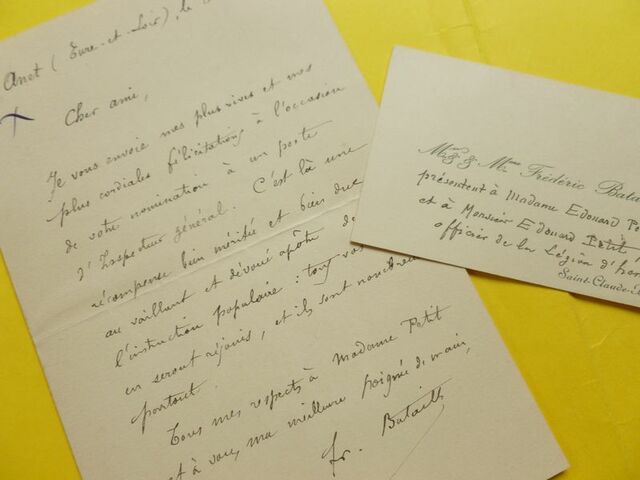 Anet (Eure-et-Loir), le
Cher ami,
Je vous envoie mes plus vives et mes
plus cordiales félicitations à l'occasion
de votre nomination à un poste
d'Inspecteur général. C'est là une
récompense bien méritée et bien due
au vaillant et dévoué apôtre de
l'instruction populaire : tous vos
en seront réjouis, et ils sont nombreux
partout.
Tous mes respects à Madame Petit
et à vous, ma meilleure poignée de main,
Fr. Bataille
& Mme Frédéric Bata
présentent à Madame Edouard Pe
et à Monsieur Edouard Petit
officier de la Légion d'hon
Saint-Claude